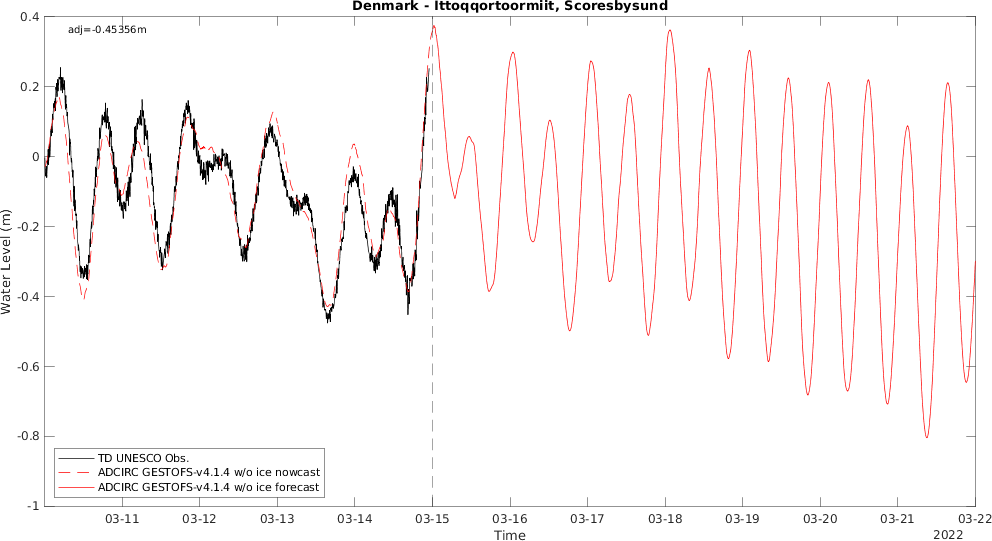 Denmark - Ittoqqortoormiit, Scoresbysund
adj=-0.45356m
0.4
0.2
0
-0.2
-0.4
-0.6
-0.8
-1
Water Level (m)
TD UNESCO Obs.
ADCIRC GESTOFS-v4.1.4 w/o ice nowcast
ADCIRC GESTOFS-v4.1.4 w/o ice forecast
03-11 03-12 03-13 03-14 03-15 03-16 03-17 03-18 03-19 03-20 03-21 03-22
Time
2022